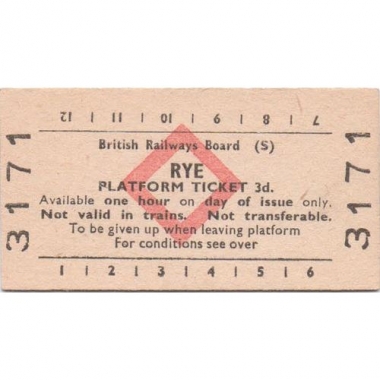 12 | 11 | 10 | 9 | 8 | 7
British Railways Board (S)
RYE
PLATFORM TICKET 3d.
Available one hour on day of issue only.
Not valid in trains. Not transferable.
To be given up when leaving platform
For conditions see over
1 | 2 | 3 | 4 | 5 | 6
3171
3171